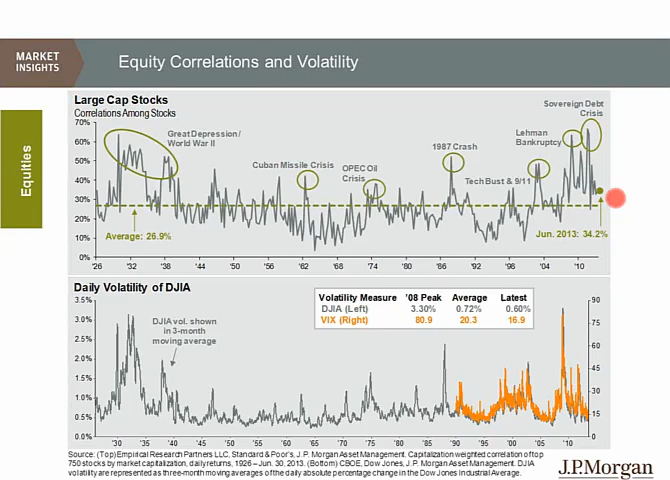 MARKET
INSIGHTS
Equity Correlations and Volatility
Equities
Large Cap Stocks
Correlations Among Stocks
70%
60%
50%
40%
30%
20%
10%
0%
Great Depression /
World War II
Cuban Missile Crisis
OPEC Oil
Crisis
1987 Crash
Tech Bust & 9/11
Lehman
Bankruptcy
Sovereign Debt
Crisis
Average: 26.9%
Jun. 2013: 34.2%
'26 '32 '38 '44 '50 '56 '62 '68 '74 '80 '86 '92 '98 '04 '10
Daily Volatility of DJIA
3.5%
3.0%
2.5%
2.0%
1.5%
1.0%
0.5%
0.0%
DJIA vol. shown
in 3-month
moving average
Volatility Measure '08 Peak Average Latest
DJIA (Left) 3.30% 0.72% 0.60%
VIX (Right) 80.9 20.3 16.9
90
75
60
45
30
15
0
'30 '35 '40 '45 '50 '55 '60 '65 '70 '75 '80 '85 '90 '95 '00 '05 '10
Source: (Top) Empirical Research Partners LLC, Standard & Poor's, J.P. Morgan Asset Management. Capitalization weighted correlation of top
750 stocks by market capitalization, daily returns, 1926 – Jun. 30, 2013. (Bottom) CBOE, Dow Jones, J.P. Morgan Asset Management. DJIA
volatility are represented as three-month moving averages of the daily absolute percentage change in the Dow Jones Industrial Average.
J.P.Morgan